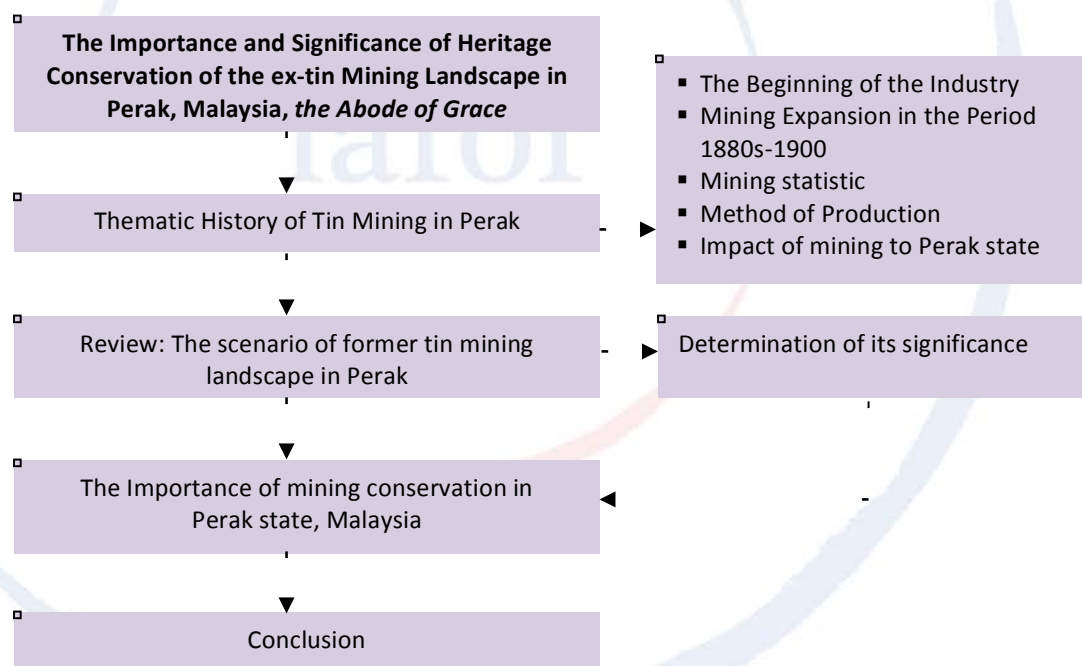 The Importance and Significance of Heritage
Conservation of the ex-tin Mining Landscape in
Perak, Malaysia, the Abode of Grace
iafor
▪ The Beginning of the Industry
▪ Mining Expansion in the Period
1880s-1900
▪ Mining statistic
▪ Method of Production
▪ Impact of mining to Perak state
Thematic History of Tin Mining in Perak
Review: The scenario of former tin mining
landscape in Perak
Determination of its significance
The Importance of mining conservation in
Perak state, Malaysia
Conclusion